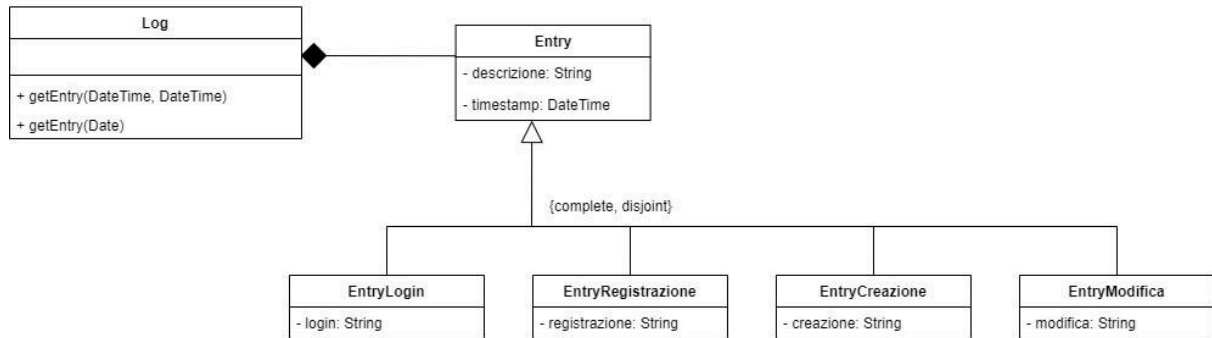 Log
+ getEntry(DateTime, DateTime)
+ getEntry(Date)
Entry
- descrizione: String
- timestamp: DateTime
{complete, disjoint}
EntryLogin
- login: String
EntryRegistrazione
- registrazione: String
EntryCreazione
- creazione: String
EntryModifica
- modifica: String